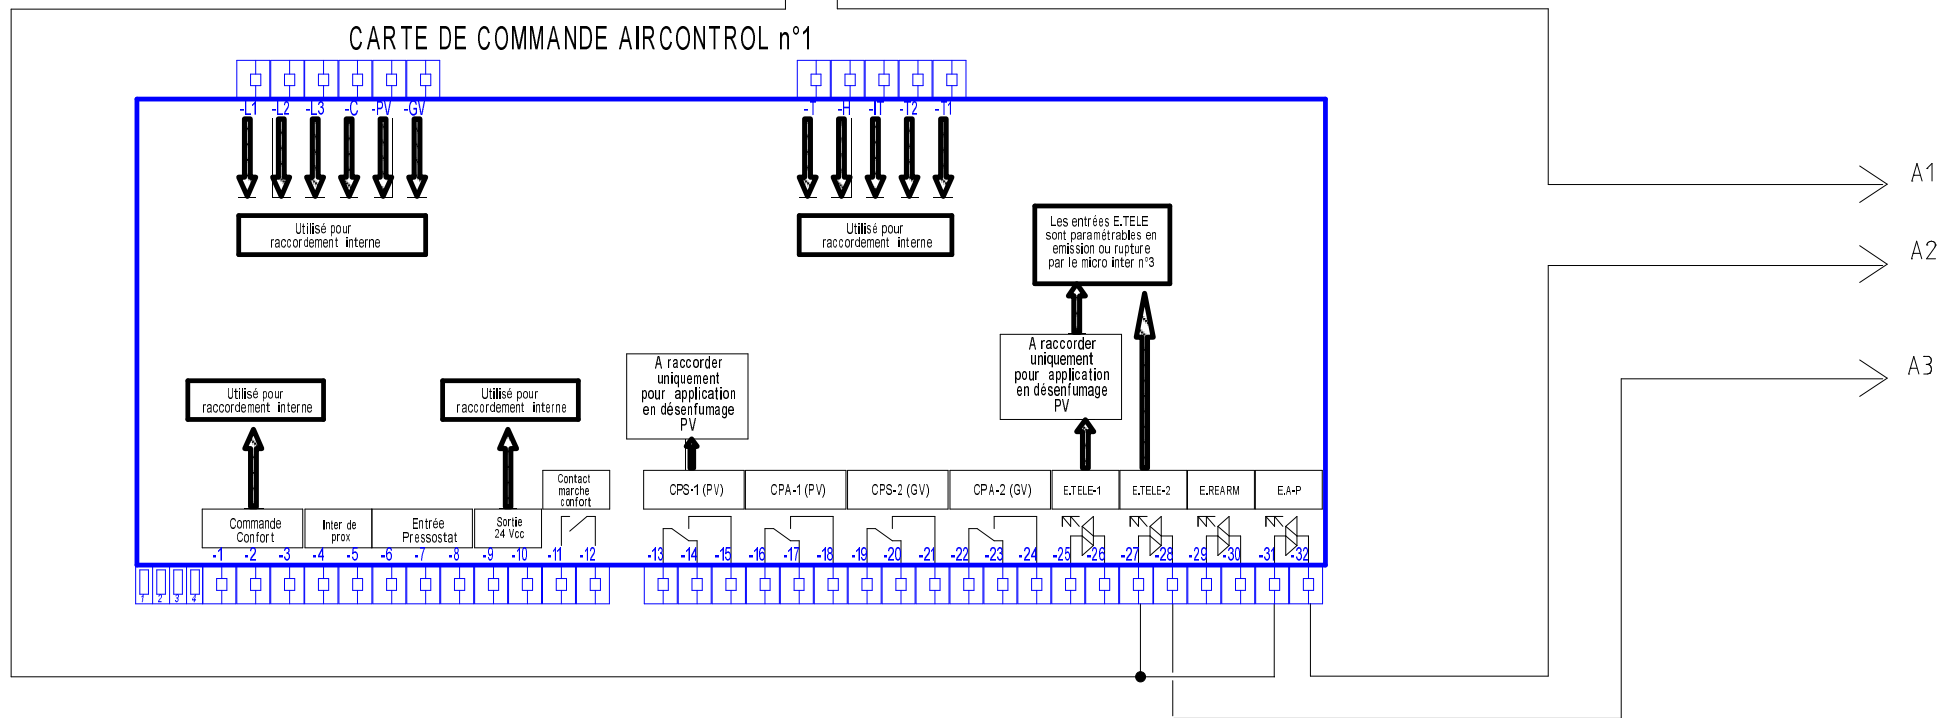 CARTE DE COMMANDE AIRCONTROL n°1
-L1 -L2 -L3 -C -PV -GV
-T -H -IT -T2 -T1
A1
A2
A3
Utilisé pour
raccordement interne
Utilisé pour
raccordement interne
Les entrées E.TELE
sont paramétrables en
emission ou rupture
par le micro inter n°3
A raccorder
uniquement
pour application
en désenfumage
PV
A raccorder
uniquement
pour application
en désenfumage
PV
Utilisé pour
raccordement interne
Utilisé pour
raccordement interne
Commande
Confort
Inter de
prox
Entrée
Pressostat
Sortie
24 Vcc
Contact
marche
confort
CPS-1 (PV)
CPA-1 (PV)
CPS-2 (GV)
CPA-2 (GV)
E.TELE-1
E.TELE-2
E.REARM
E.A-P
-1 -2 -3 -4 -5 -6 -7 -8 -9 -10 -11 -12 -13 -14 -15 -16 -17 -18 -19 -20 -21 -22 -23 -24 -25 -26 -27 -28 -29 -30 -31 -32
1 2 3 4